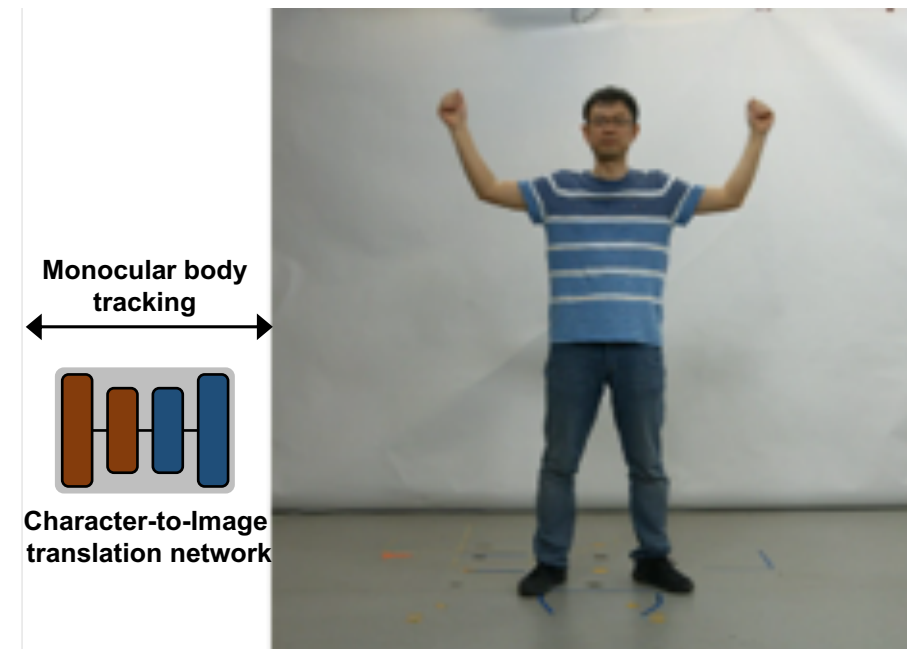 Monocular body
tracking
Character-to-Image
translation network